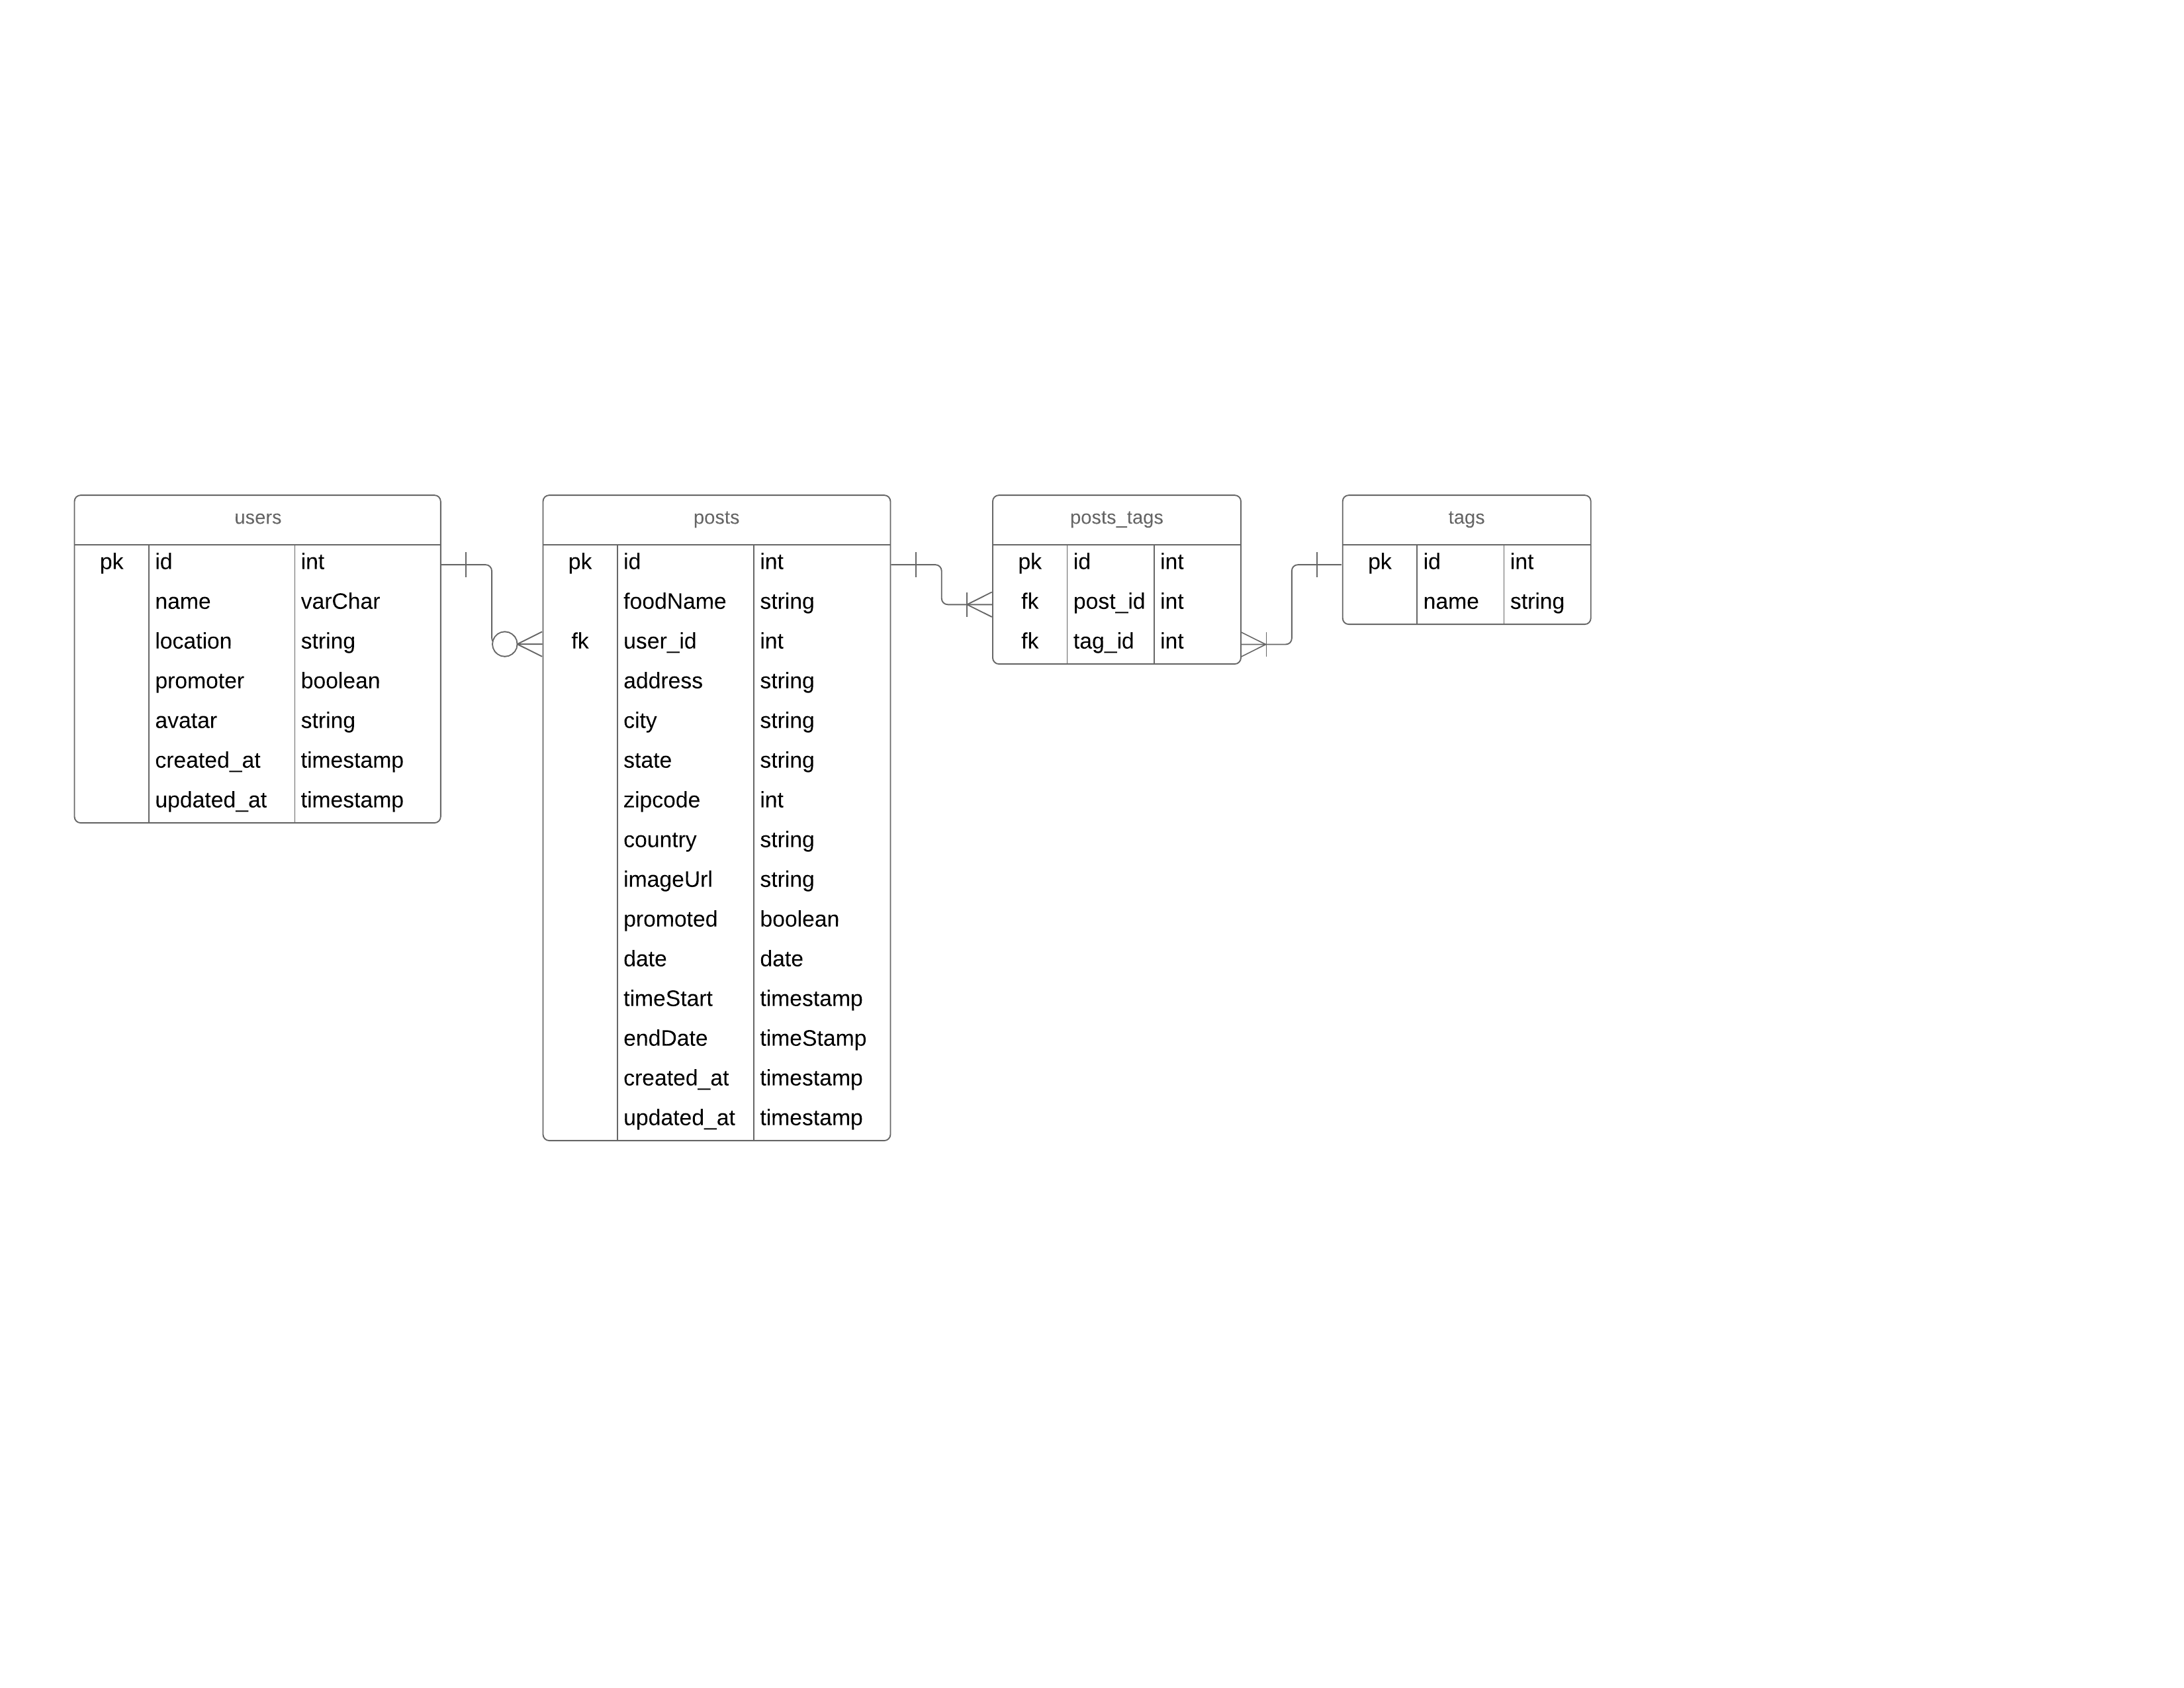 users
pk id int
name varChar
location string
promoter boolean
avatar string
created_at timestamp
updated_at timestamp
posts
pk id int
foodName string
fk user_id int
address string
city string
state string
zipcode int
country string
imageUrl string
promoted boolean
date date
timeStart timestamp
endDate timeStamp
created_at timestamp
updated_at timestamp
posts_tags
pk id int
fk post_id int
fk tag_id int
tags
pk id int
name string